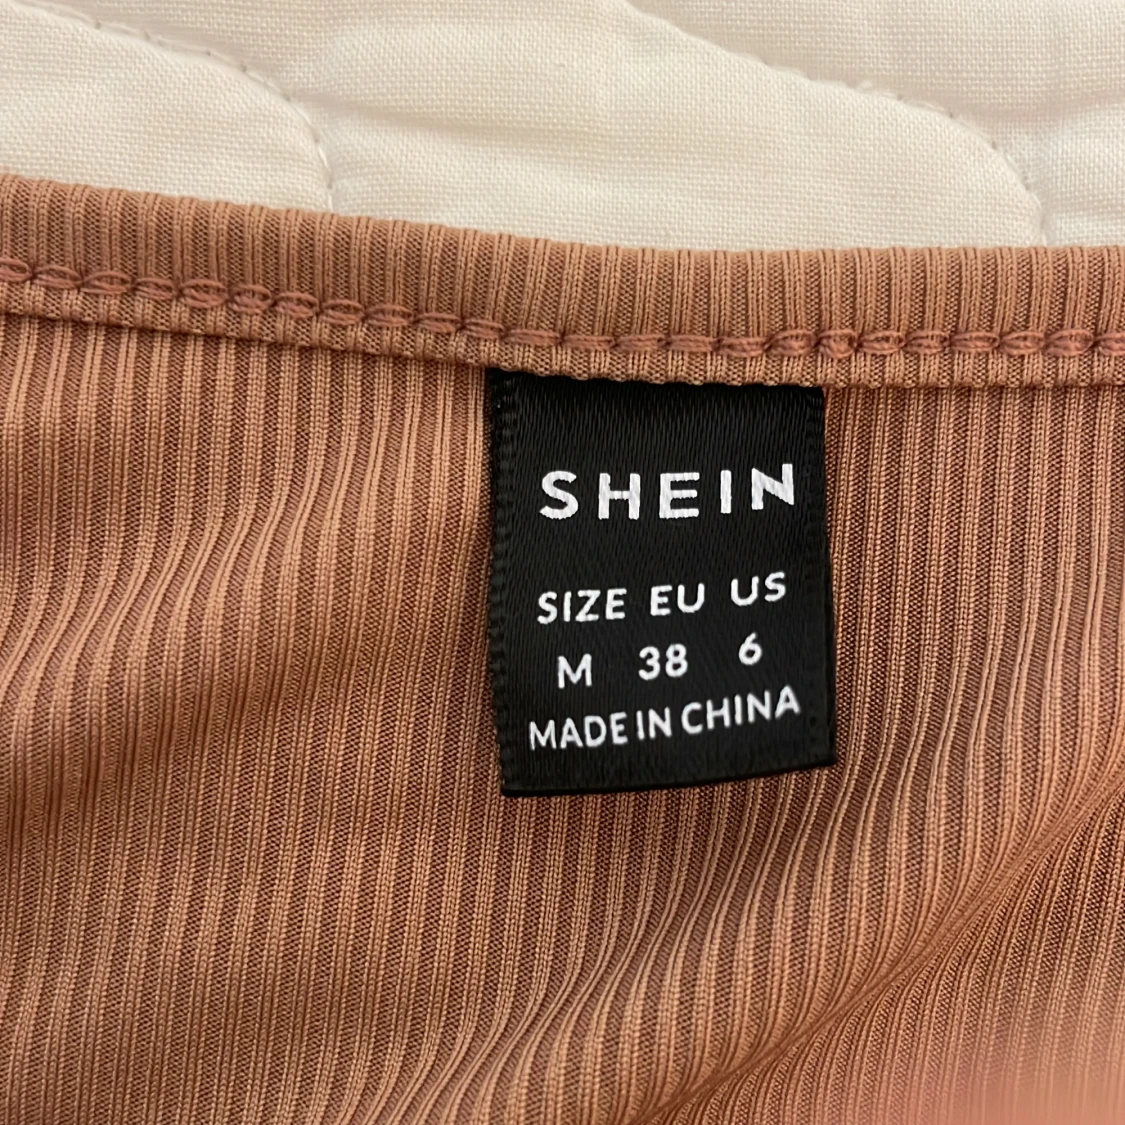 SHEIN
SIZE EU US
M 38 6
MADE IN CHINA